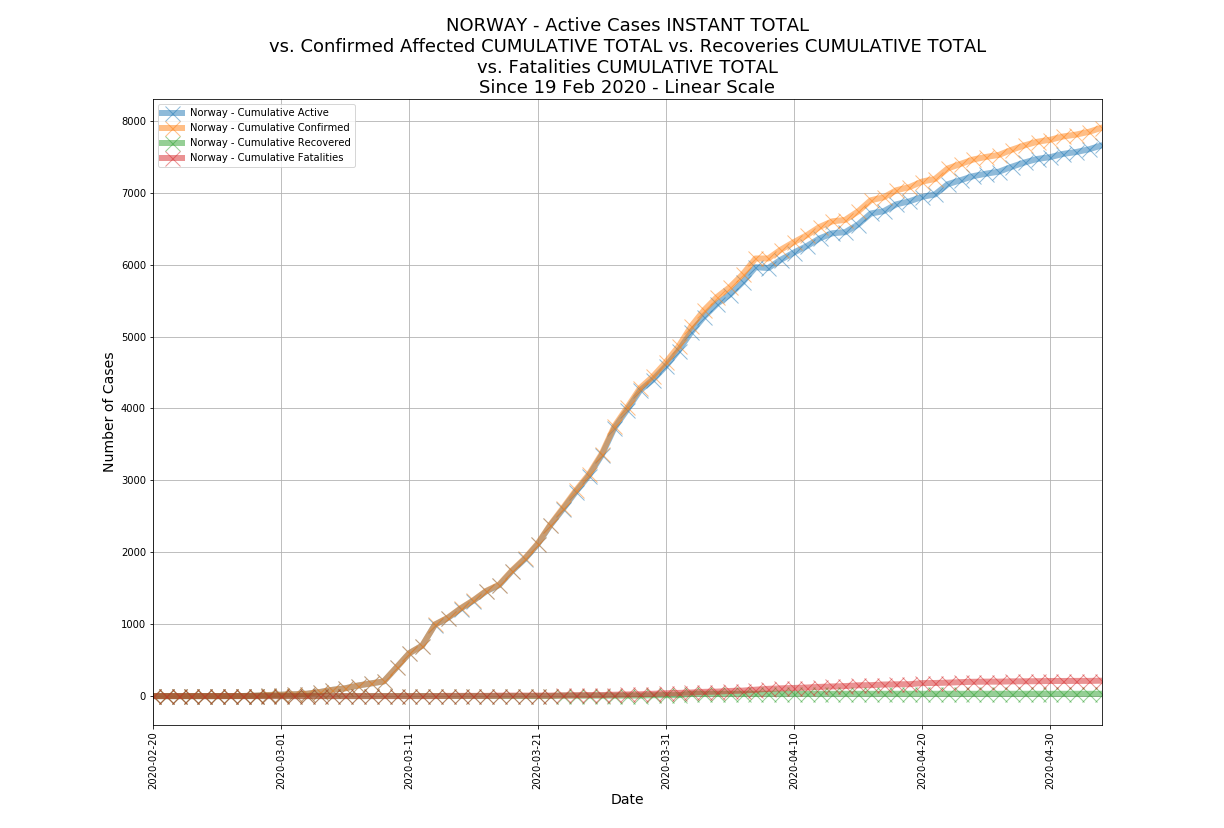 NORWAY - Active Cases INSTANT TOTAL
vs. Confirmed Affected CUMULATIVE TOTAL vs. Recoveries CUMULATIVE TOTAL
vs. Fatalities CUMULATIVE TOTAL
Since 19 Feb 2020 - Linear Scale
Norway - Cumulative Active
Norway - Cumulative Confirmed
Norway - Cumulative Recovered
Norway - Cumulative Fatalities
8000
7000
6000
5000
4000
3000
2000
1000
0
Number of Cases
2020-02-20
2020-03-01
2020-03-11
2020-03-21
2020-03-31
2020-04-10
2020-04-20
2020-04-30
Date